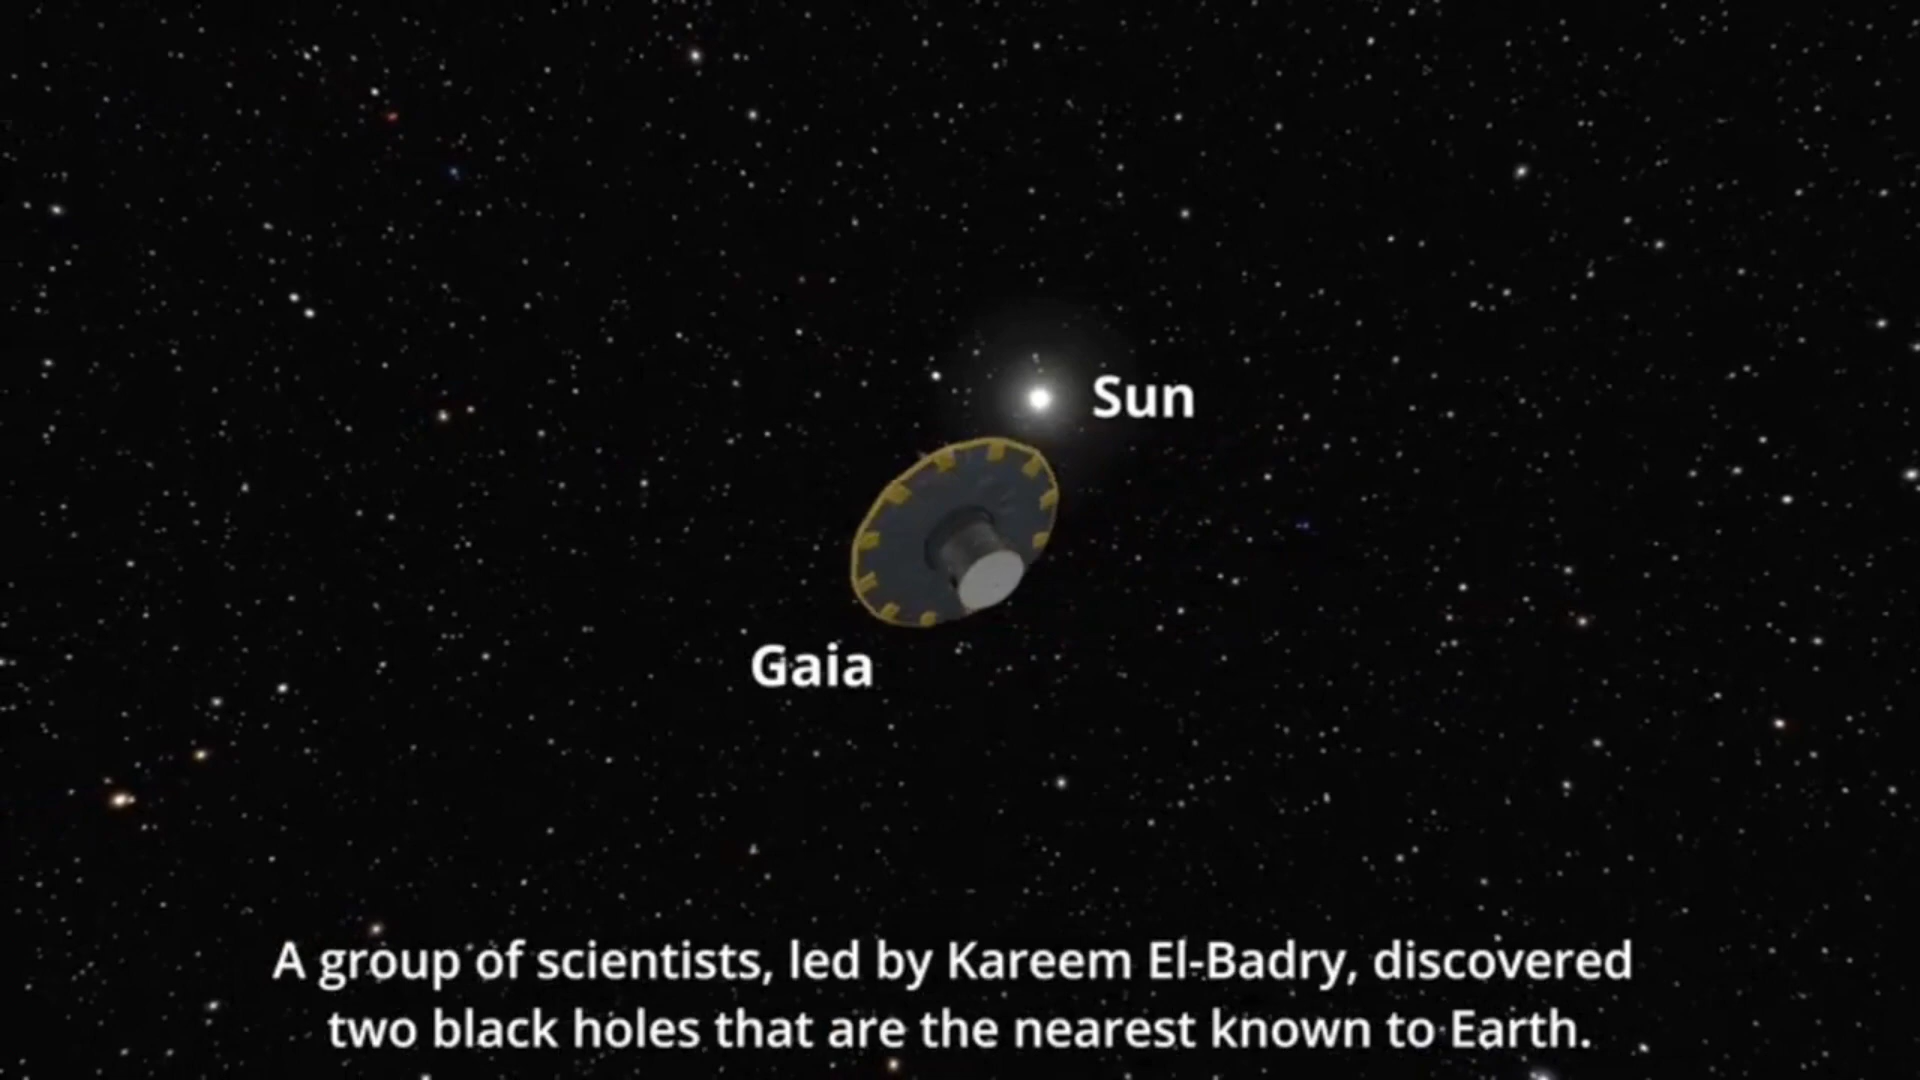 Sun
Gaia
A group of scientists, led by Kareem El-Badry, discovered
two black holes that are the nearest known to Earth.